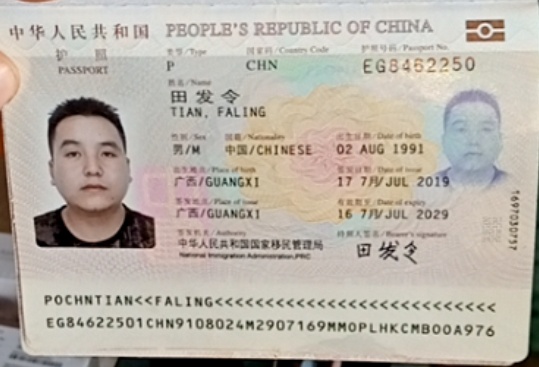 中华人民共和国 PEOPLE'S REPUBLIC OF CHINA
护 照
PASSPORT
类型/Type 国家码/Country Code 护照号码/Passport No.
P CHN EG8462250
姓名/Name
田发令
TIAN, FALING
性别/Sex 国籍/Nationality 出生日期/Date of birth
男/M 中国/CHINESE 02 AUG 1991
出生地点/Place of birth 签发日期/Date of issue
广西/GUANGXI 17 7月/JUL 2019
签发地点/Place of issue 有效期至/Date of expiry
广西/GUANGXI 16 7月/JUL 2029
签发机关/Authority 持照人签名/Bearer's signature
中华人民共和国国家移民管理局 田发令
National Immigration Administration,PRC
POCHNTIAN<<FALING<<<<<<<<<<<<<<<<<<<<<<<<<<<
EG84622501CHN9108024M2907169MMOPLHKCMBOOA976